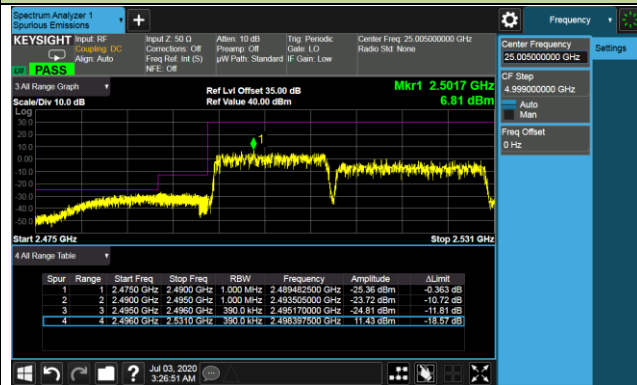 Spectrum Analyzer 1
Spurious Emissions
Frequency
KEYSIGHT
Input: RF
Coupling: DC
Align: Auto
Input Z: 50 Ω
Corrections: Off
Freq Ref: Int (S)
NFE: Off
Atten: 10 dB
Preamp: Off
µW Path: Standard
Trig: Periodic
Gate: LO
IF Gain: Low
Center Freq: 25.005000000 GHz
Radio Std: None
PASS
Center Frequency
25.005000000 GHz
Settings
CF Step
4.999000000 GHz
Auto
Man
Freq Offset
0 Hz
3 All Range Graph
Scale/Div 10.0 dB
Ref Lvl Offset 35.00 dB
Ref Value 40.00 dBm
Mkr1 2.5017 GHz
6.81 dBm
Log
30.0
20.0
10.0
0.00
-10.0
-20.0
-30.0
-40.0
-50.0
1
Start 2.475 GHz
Stop 2.531 GHz
4 All Range Table
Spur Range Start Freq Stop Freq RBW Frequency Amplitude ΔLimit
1 1 2.4750 GHz 2.4900 GHz 1.000 MHz 2.489482500 GHz -25.36 dBm -0.363 dB
2 2 2.4900 GHz 2.4950 GHz 1.000 MHz 2.493505000 GHz -23.72 dBm -10.72 dB
3 3 2.4950 GHz 2.4960 GHz 390.0 kHz 2.495170000 GHz -24.81 dBm -11.81 dB
4 4 2.4960 GHz 2.5310 GHz 390.0 kHz 2.498397500 GHz 11.43 dBm -18.57 dB
Jul 03, 2020
3:26:51 AM